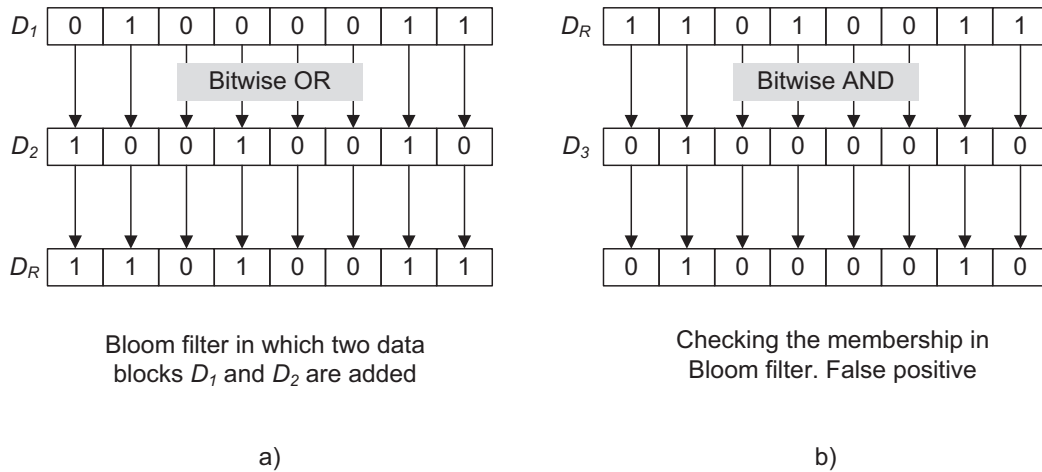 D1 0 1 0 0 0 0 1 1
Bitwise OR
D2 1 0 0 1 0 0 1 0
DR 1 1 0 1 0 0 1 1
Bloom filter in which two data
blocks D1 and D2 are added
a)
DR 1 1 0 1 0 0 1 1
Bitwise AND
D3 0 1 0 0 0 0 1 0
0 1 0 0 0 0 1 0
Checking the membership in
Bloom filter. False positive
b)